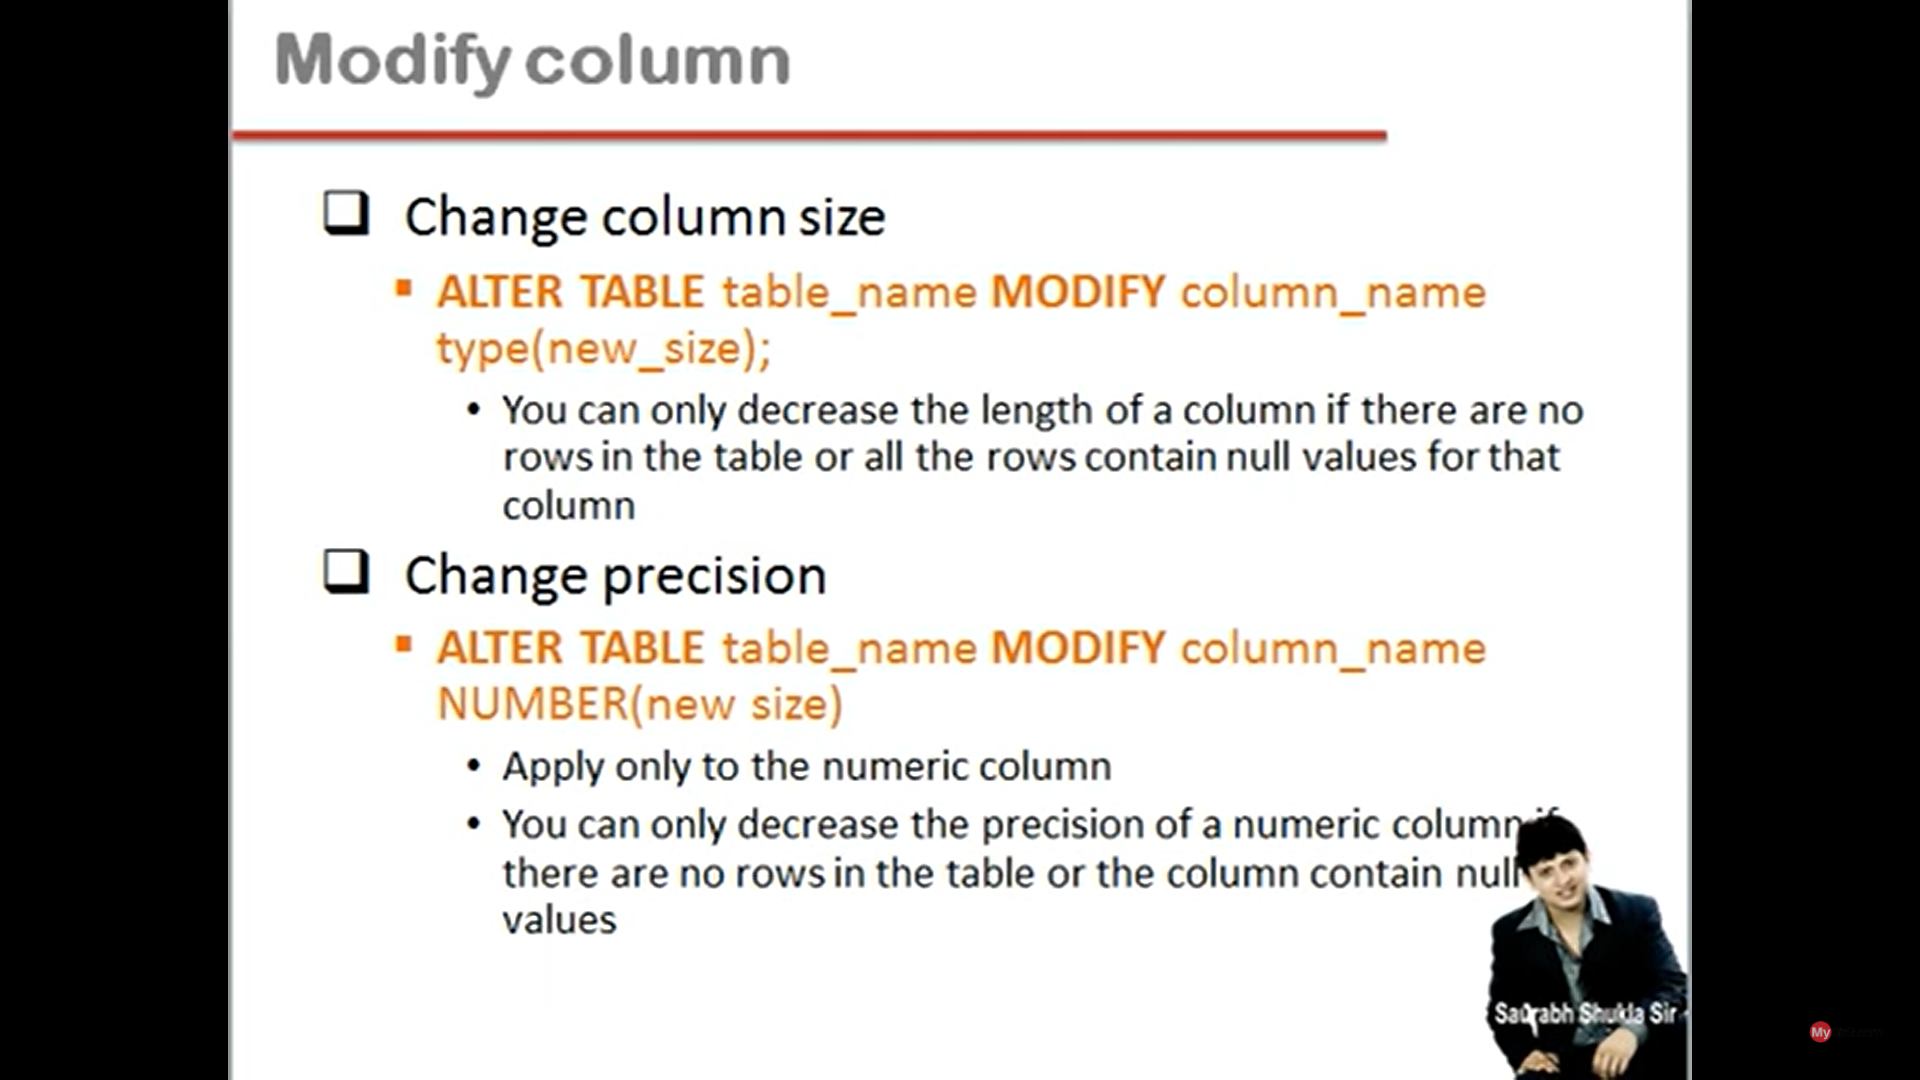 Modify column
Change column size
ALTER TABLE table_name MODIFY column_name
type(new_size);
You can only decrease the length of a column if there are no
rows in the table or all the rows contain null values for that
column
Change precision
ALTER TABLE table_name MODIFY column_name
NUMBER(new size)
Apply only to the numeric column
You can only decrease the precision of a numeric column if
there are no rows in the table or the column contain null
values
Saurabh Shukla Sir
My